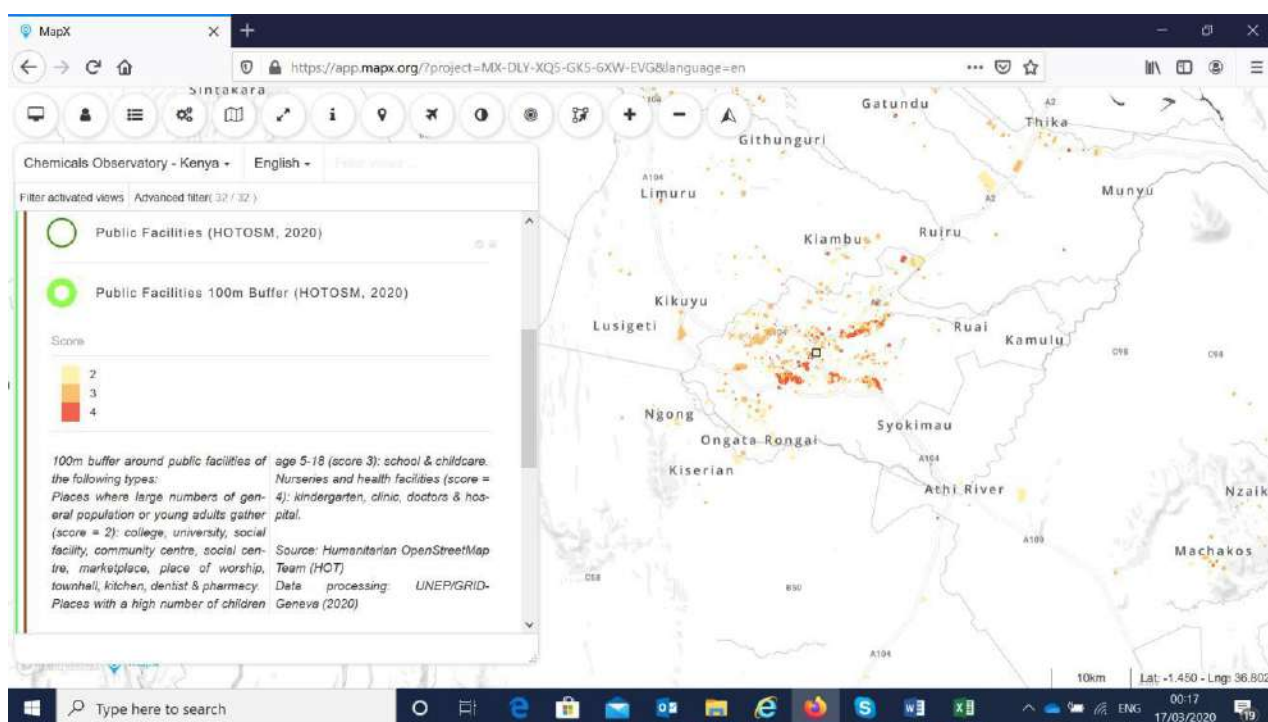 MapX
https://app.mapx.org/?project=MX-DLY-XQ5-GK5-6XW-EVG&language=en
Sintakara
Chemicals Observatory - Kenya
English
Filter activated views
Advanced filter( 32 / 32 )
Public Facilities (HOTOSM, 2020)
Public Facilities 100m Buffer (HOTOSM, 2020)
Score
2
3
4
100m buffer around public facilities of
the following types:
Places where large numbers of gen-
eral population or young adults gather
(score = 2): college, university, social
facility, community centre, social cen-
tre, marketplace, place of worship,
townhall, kitchen, dentist & pharmacy.
Places with a high number of children
age 5-18 (score 3): school & childcare.
Nurseries and health facilities (score =
4): kindergarten, clinic, doctors & hos-
pital.
Source: Humanitarian OpenStreetMap
Team (HOT)
Data processing: UNEP/GRID-
Geneva (2020)
Gatundu
A2
Thika
Githunguri
A104
Limuru
A2
Munyu
Kiambu
Ruiru
Kikuyu
Lusigeti
Ruai
Kamulu
C98
C98
Ngong
Syokimau
Ongata Rongai
Kiserian
A104
Athi River
Nzaik
A109
Machakos
C58
A104
10km
Lat: -1.450 - Lng: 36.802
Type here to search
ENG
00:17
17/03/2020
19